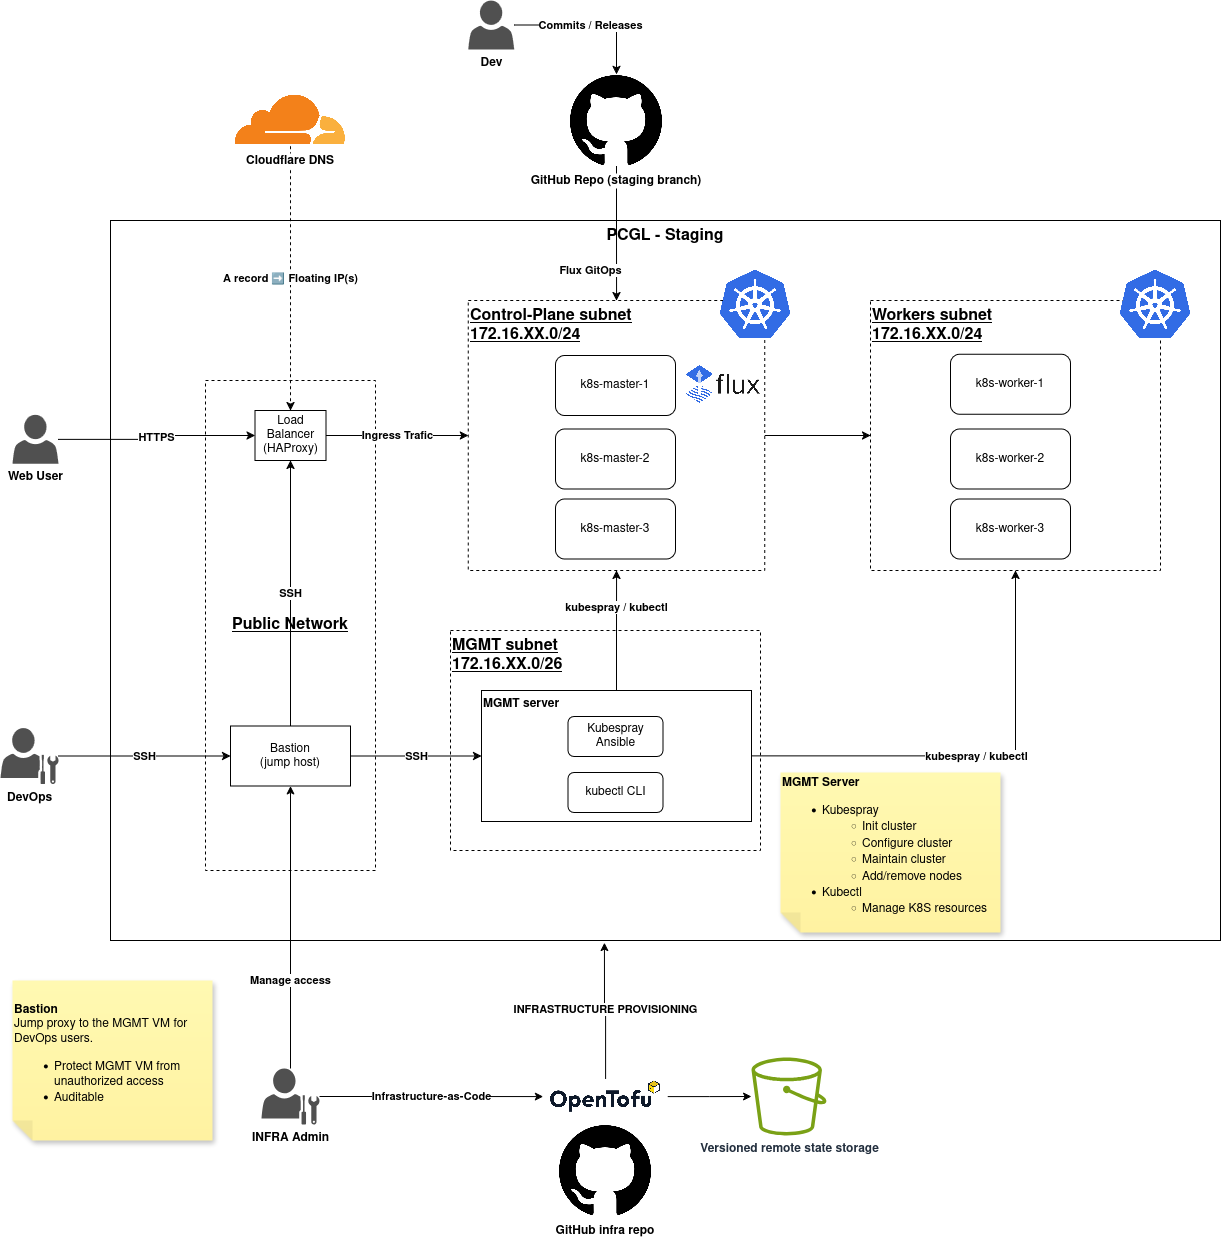 Commits / Releases
Dev
Cloudflare DNS
GitHub Repo (staging branch)
PCGL - Staging
A record ➡️ Floating IP(s)
Flux GitOps
Control-Plane subnet
172.16.XX.0/24
k8s-master-1
flux
k8s-master-2
k8s-master-3
Workers subnet
172.16.XX.0/24
k8s-worker-1
k8s-worker-2
k8s-worker-3
Web User
HTTPS
Load
Balancer
(HAProxy)
Ingress Trafic
SSH
Public Network
kubespray / kubectl
MGMT subnet
172.16.XX.0/26
MGMT server
Kubespray
Ansible
kubectl CLI
DevOps
SSH
Bastion
(jump host)
SSH
kubespray / kubectl
MGMT Server
• Kubespray
○ Init cluster
○ Configure cluster
○ Maintain cluster
○ Add/remove nodes
• Kubectl
○ Manage K8S resources
Manage access
Bastion
Jump proxy to the MGMT VM for
DevOps users.
• Protect MGMT VM from
unauthorized access
• Auditable
INFRA Admin
Infrastructure-as-Code
INFRASTRUCTURE PROVISIONING
OpenTofu
Versioned remote state storage
GitHub infra repo